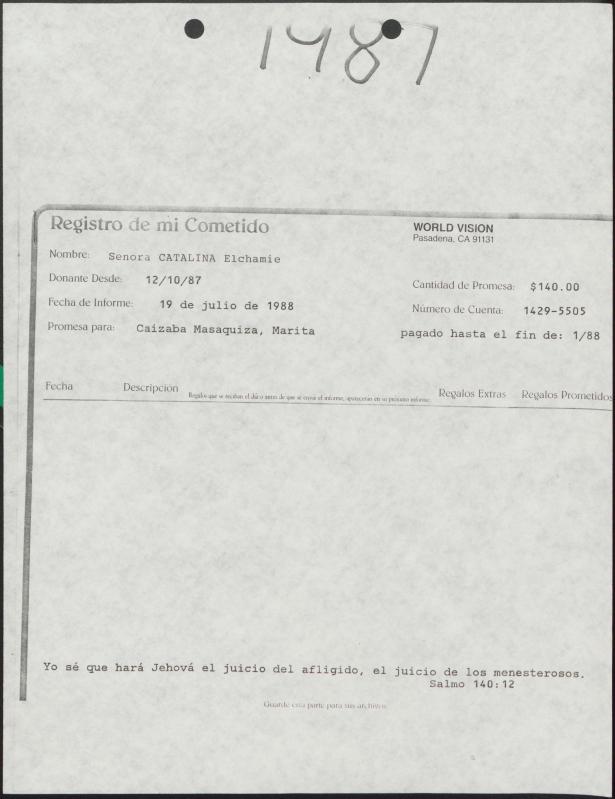 1987
Registro de mi Cometido
WORLD VISION
Pasadena, CA 91131
Nombre: Senora CATALINA Elchamie
Donante Desde: 12/10/87
Cantidad de Promesa: $140.00
Fecha de Informe: 19 de julio de 1988
Número de Cuenta: 1429-5505
Promesa para: Caizaba Masaquiza, Marita
pagado hasta el fin de: 1/88
Fecha Descripción Regalos que se reciban el día o antes de que se envíe el informe, aparecerán en su próximo informe. Regalos Extras Regalos Prometidos
Yo sé que hará Jehová el juicio del afligido, el juicio de los menesterosos.
Salmo 140:12
Guarde esta parte para sus archivos